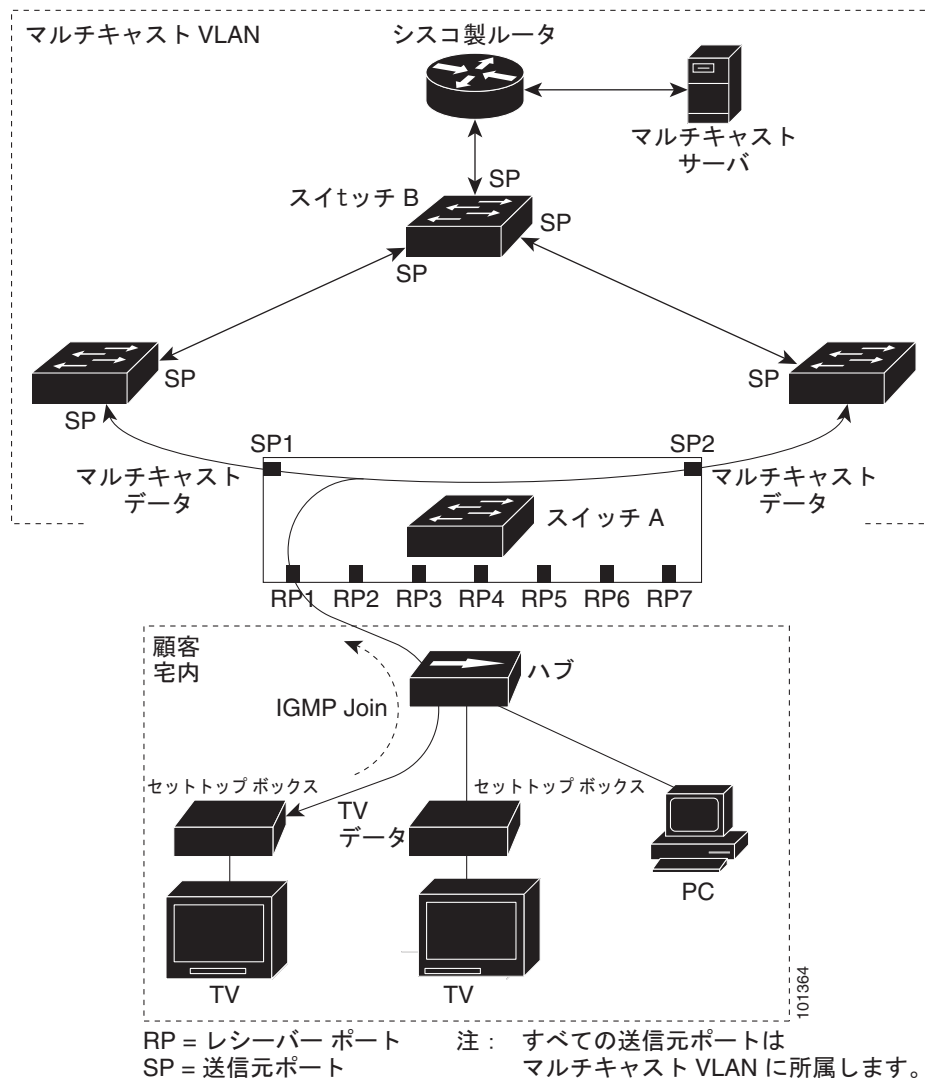 マルチキャスト VLAN
シスコ製ルータ
マルチキャスト
サーバ
SP
スイtッチ B
SP
SP
SP
SP
SP
SP1
SP2
マルチキャスト
データ
マルチキャスト
データ
スイッチ A
RP1 RP2 RP3 RP4 RP5 RP6 RP7
顧客
宅内
ハブ
IGMP Join
セットトップ ボックス
セットトップ ボックス
TV
データ
PC
TV
TV
101364
RP = レシーバー ポート 注 : すべての送信元ポートは
SP = 送信元ポート マルチキャスト VLAN に所属します。